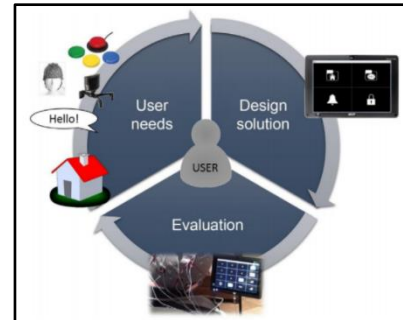 Hello!
User
needs
Design
solution
USER
Evaluation